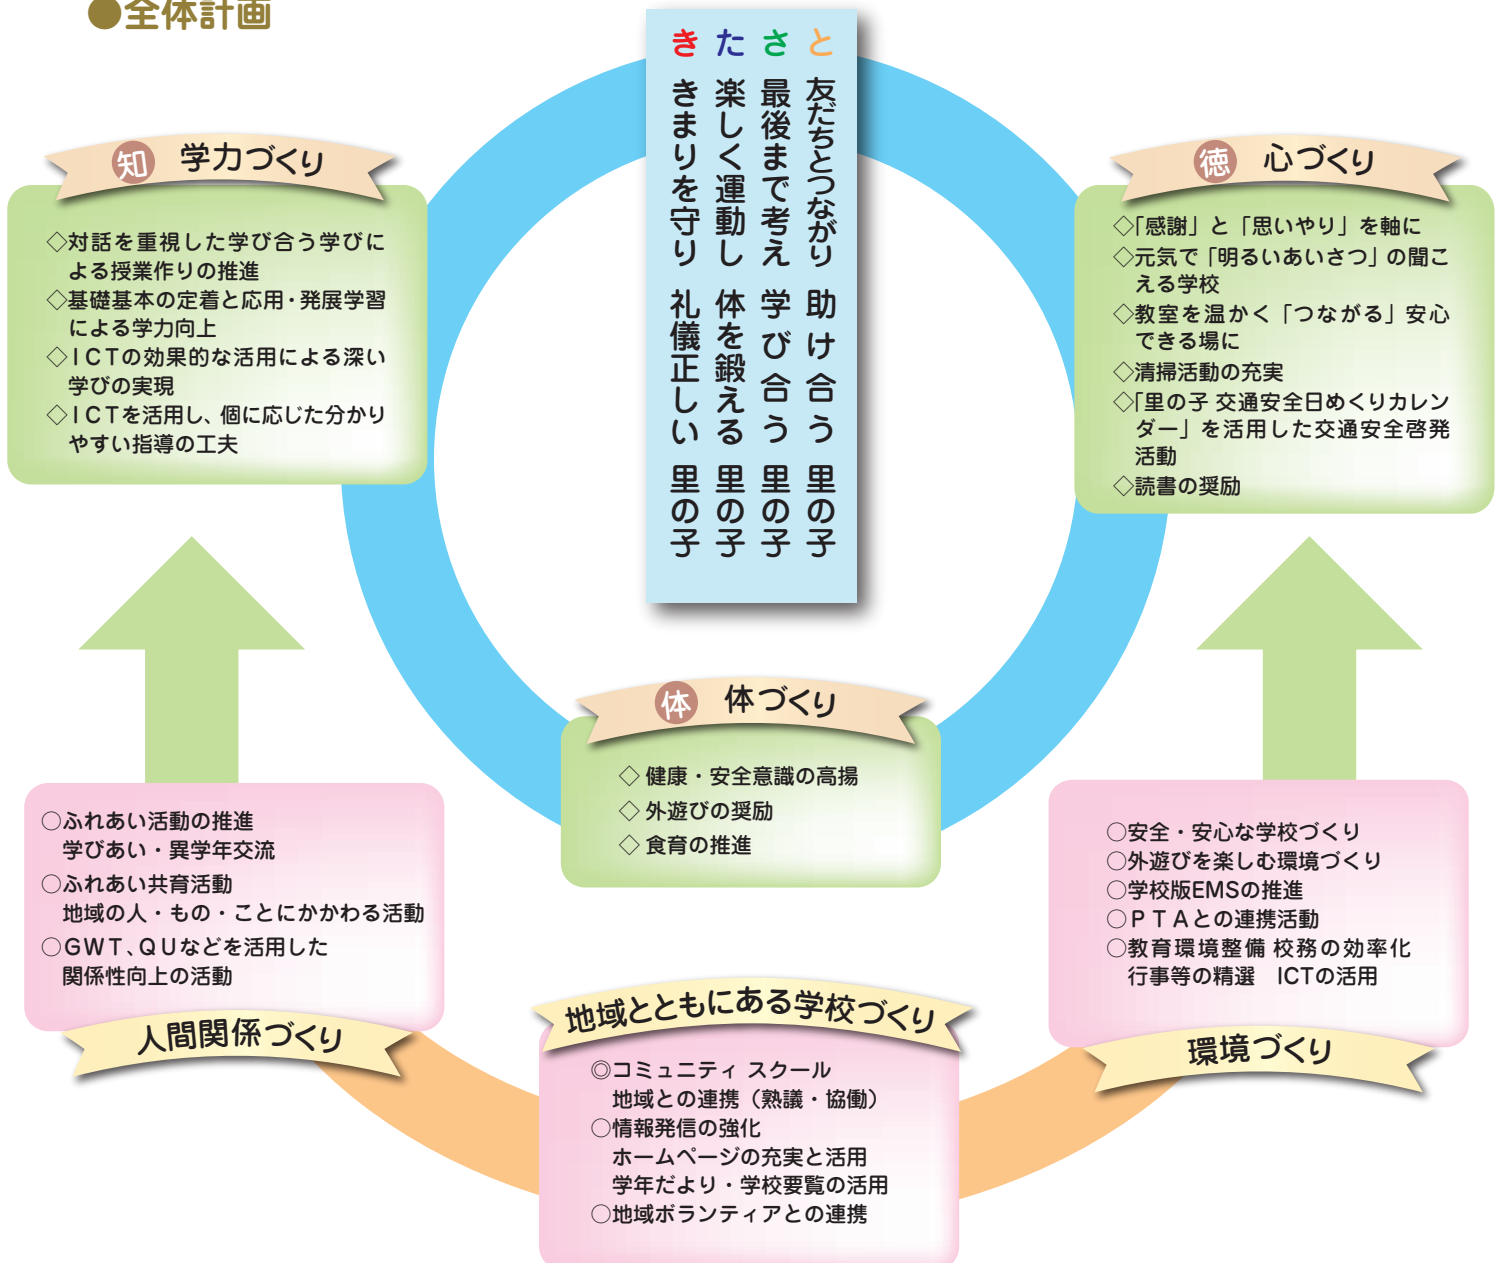 ●全体計画
と 友だちとつながり 助け合う 里の子
さ 最後まで考え 学び合う 里の子
た 楽しく運動し 体を鍛える 里の子
き きまりを守り 礼儀正しい 里の子
知 学力づくり
◇対話を重視した学び合う学びに
よる授業作りの推進
◇基礎基本の定着と応用・発展学習
による学力向上
◇ICTの効果的な活用による深い
学びの実現
◇ICTを活用し、個に応じた分かり
やすい指導の工夫
徳 心づくり
◇「感謝」と「思いやり」を軸に
◇元気で「明るいあいさつ」の聞こ
える学校
◇教室を温かく「つながる」安心
できる場に
◇清掃活動の充実
◇「里の子 交通安全日めくりカレン
ダー」を活用した交通安全啓発
活動
◇読書の奨励
体 体づくり
◇ 健康・安全意識の高揚
◇ 外遊びの奨励
◇ 食育の推進
○ふれあい活動の推進
学びあい・異学年交流
○ふれあい共育活動
地域の人・もの・ことにかかわる活動
○GWT、QUなどを活用した
関係性向上の活動
人間関係づくり
地域とともにある学校づくり
◎コミュニティ スクール
地域との連携（熟議・協働）
○情報発信の強化
ホームページの充実と活用
学年だより・学校要覧の活用
○地域ボランティアとの連携
○安全・安心な学校づくり
○外遊びを楽しむ環境づくり
○学校版EMSの推進
○PTAとの連携活動
○教育環境整備 校務の効率化
行事等の精選　ICTの活用
環境づくり